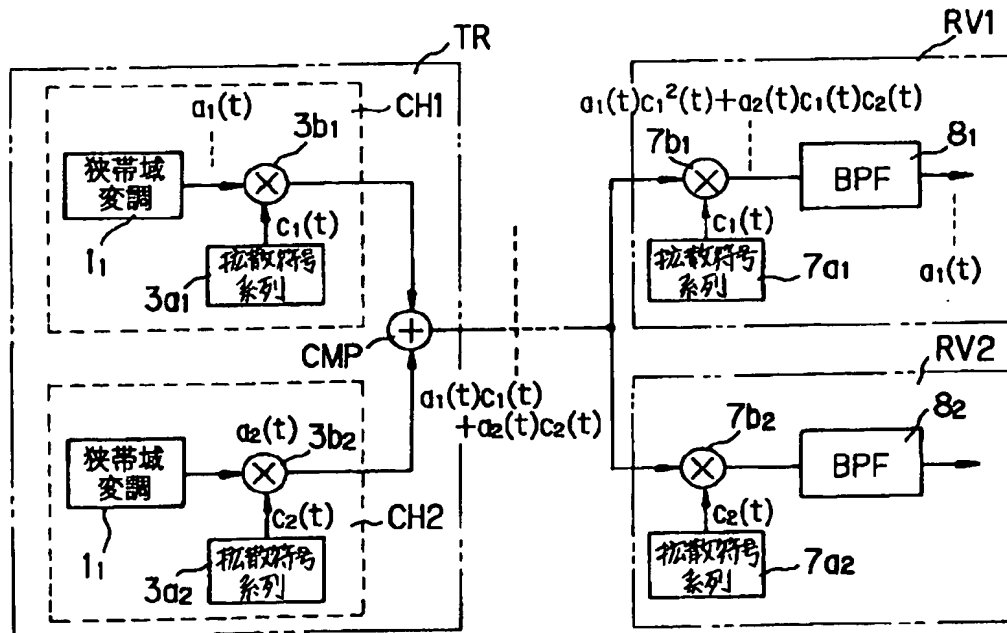 TR
CH1
a₁(t)
狭帯域
変調
1₁
3b₁
c₁(t)
拡散符号
系列
3a₁
CMP
a₁(t)c₁(t)
+a₂(t)c₂(t)
CH2
a₂(t)
狭帯域
変調
1₁
3b₂
c₂(t)
拡散符号
系列
3a₂
RV1
a₁(t)c₁²(t)+a₂(t)c₁(t)c₂(t)
7b₁
BPF
8₁
c₁(t)
拡散符号
系列
7a₁
a₁(t)
RV2
7b₂
BPF
8₂
c₂(t)
拡散符号
系列
7a₂